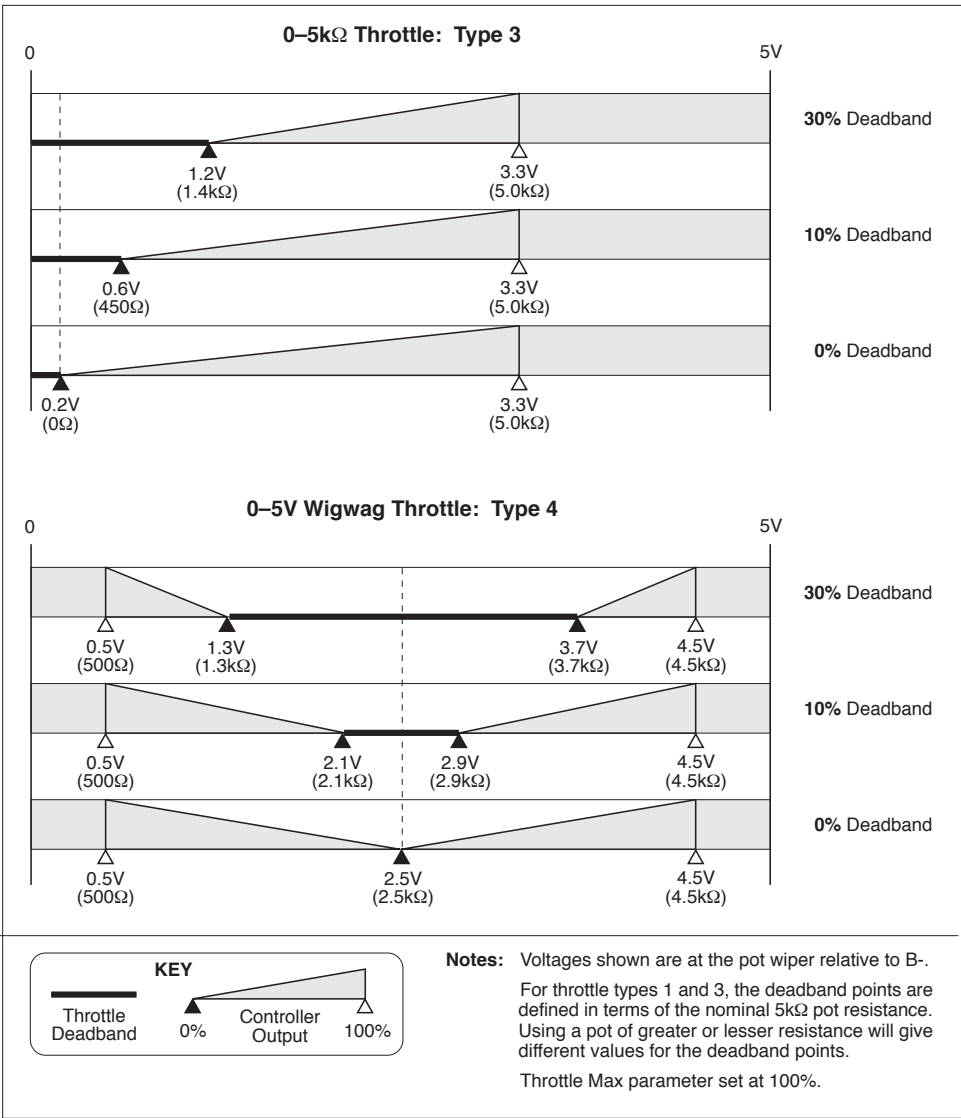 0–5kΩ Throttle: Type 3
0 5V
30% Deadband
1.2V 3.3V
(1.4kΩ) (5.0kΩ)
10% Deadband
0.6V 3.3V
(450Ω) (5.0kΩ)
0% Deadband
0.2V 3.3V
(0Ω) (5.0kΩ)
0–5V Wigwag Throttle: Type 4
0 5V
30% Deadband
0.5V 1.3V 3.7V 4.5V
(500Ω) (1.3kΩ) (3.7kΩ) (4.5kΩ)
10% Deadband
0.5V 2.1V 2.9V 4.5V
(500Ω) (2.1kΩ) (2.9kΩ) (4.5kΩ)
0% Deadband
0.5V 2.5V 4.5V
(500Ω) (2.5kΩ) (4.5kΩ)
KEY
Throttle
Deadband
0% Controller 100%
Output
Notes: Voltages shown are at the pot wiper relative to B-.
For throttle types 1 and 3, the deadband points are
defined in terms of the nominal 5kΩ pot resistance.
Using a pot of greater or lesser resistance will give
different values for the deadband points.
Throttle Max parameter set at 100%.